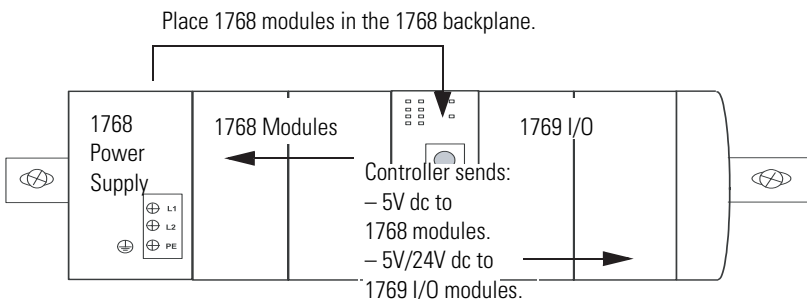 Place 1768 modules in the 1768 backplane.
1768
Power
Supply
L1
L2
PE
1768 Modules
1769 I/O
Controller sends:
– 5V dc to
1768 modules.
– 5V/24V dc to
1769 I/O modules.